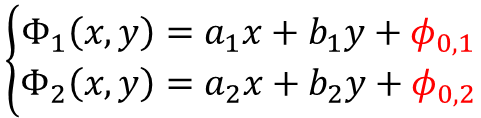 Φ₁(x, y) = a₁x + b₁y + ϕ₀,₁
Φ₂(x, y) = a₂x + b₂y + ϕ₀,₂